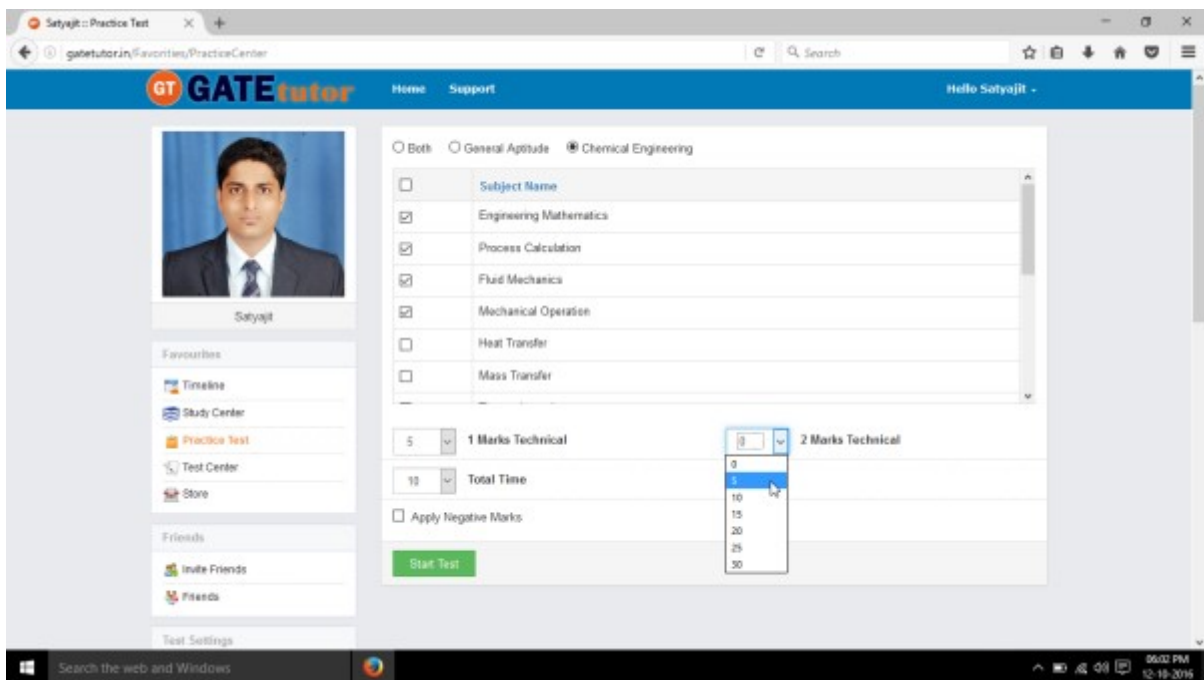 Satyajit :: Practice Test
gatetutor.in/Favorities/PracticeCenter
Search
GT GATEtutor
Home Support Hello Satyajit
Both General Aptitude Chemical Engineering
Subject Name
Engineering Mathematics
Process Calculation
Fluid Mechanics
Mechanical Operation
Heat Transfer
Mass Transfer
Satyajit
Favourites
Timeline
Study Center
Practice Test
Test Center
Store
Friends
Invite Friends
Friends
Test Settings
5 1 Marks Technical 0 2 Marks Technical
0
5
10
15
20
25
30
10 Total Time
Apply Negative Marks
Start Test
Search the web and Windows
06:02 PM
12-10-2016